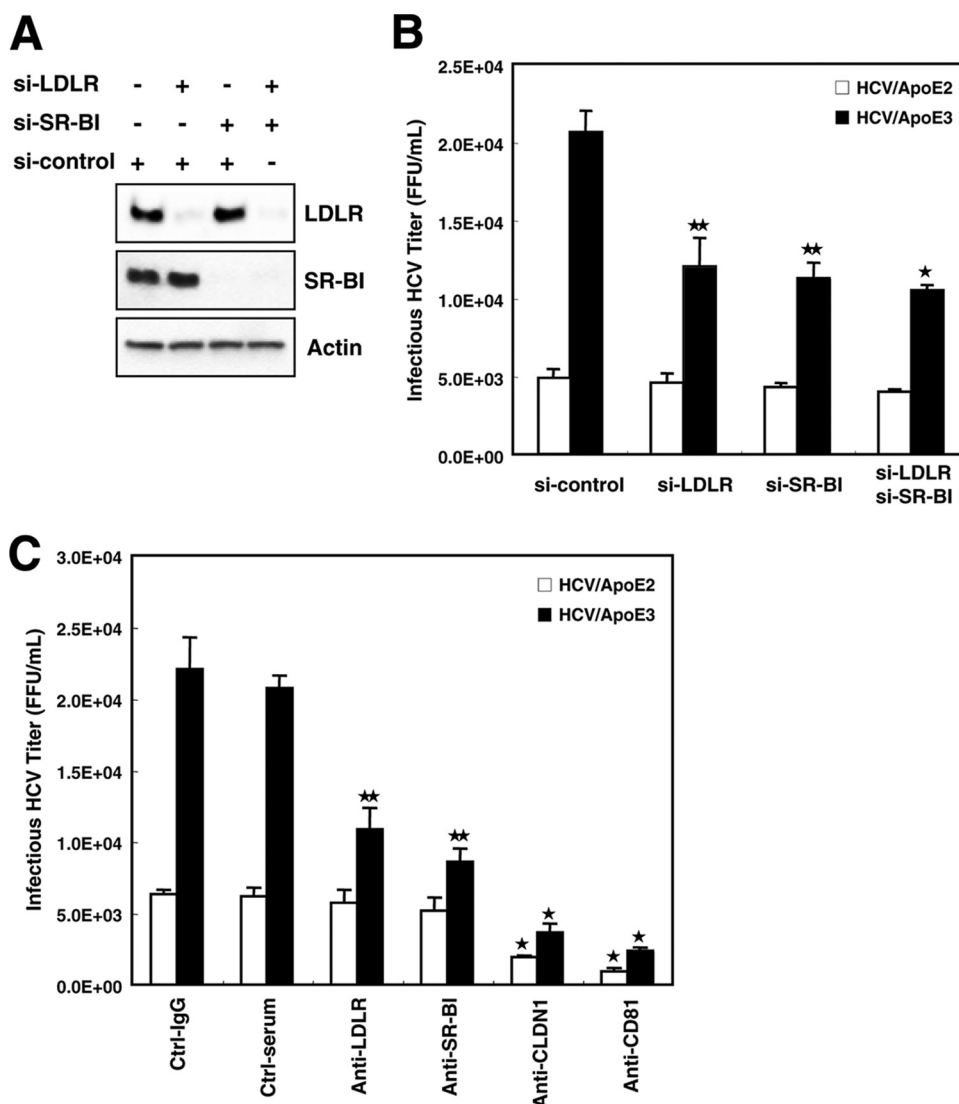 A
si-LDLR - + - +
si-SR-BI - - + +
si-control + + + -
LDLR
SR-BI
Actin
B
Infectious HCV Titer (FFU/mL)
2.5E+04
2.0E+04
1.5E+04
1.0E+04
5.0E+03
0.0E+00
HCV/ApoE2
HCV/ApoE3
★★
★★
★
si-control
si-LDLR
si-SR-BI
si-LDLR
si-SR-BI
C
Infectious HCV Titer (FFU/mL)
3.0E+04
2.5E+04
2.0E+04
1.5E+04
1.0E+04
5.0E+03
0.0E+00
HCV/ApoE2
HCV/ApoE3
★★
★★
★ ★
★ ★
Ctrl-IgG
Ctrl-serum
Anti-LDLR
Anti-SR-BI
Anti-CLDN1
Anti-CD81